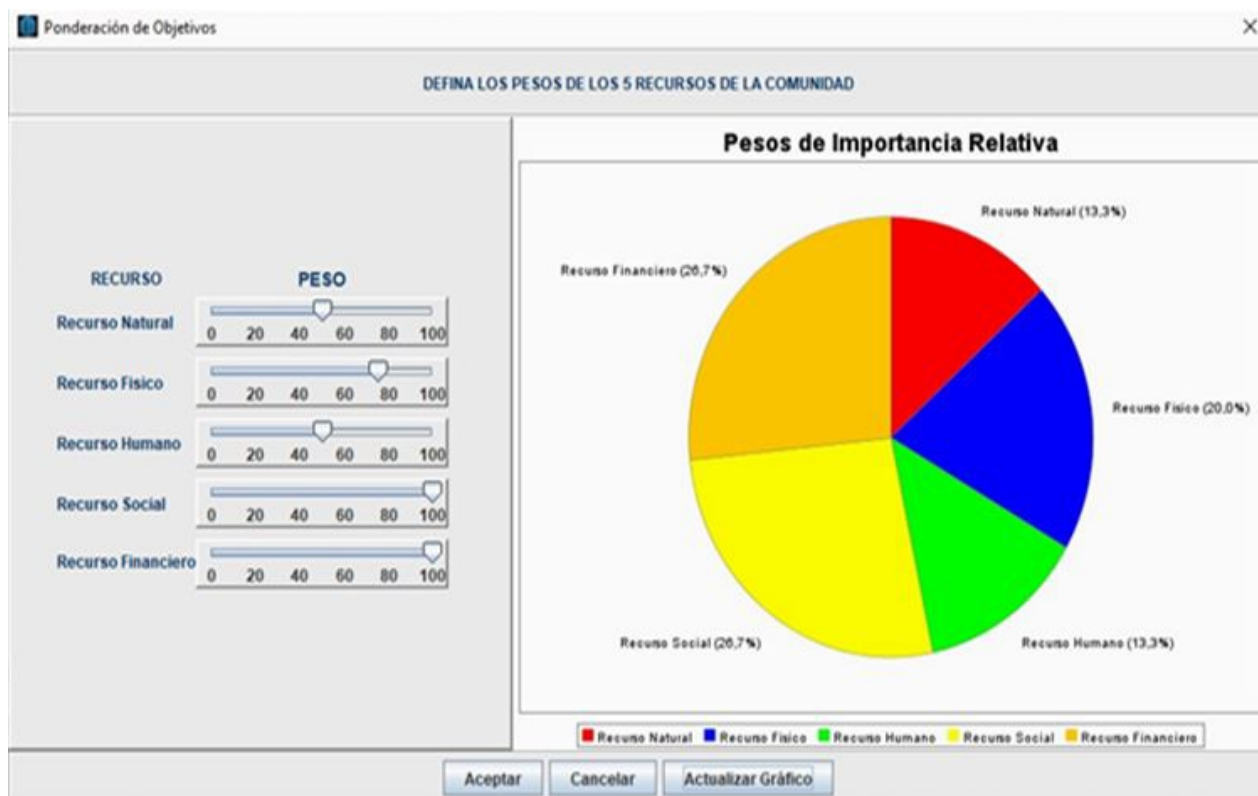 Ponderación de Objetivos
DEFINA LOS PESOS DE LOS 5 RECURSOS DE LA COMUNIDAD
RECURSO PESO
Recurso Natural
0 20 40 60 80 100
Recurso Fisico
0 20 40 60 80 100
Recurso Humano
0 20 40 60 80 100
Recurso Social
0 20 40 60 80 100
Recurso Financiero
0 20 40 60 80 100
Pesos de Importancia Relativa
Recurso Natural (13,3%)
Recurso Financiero (26,7%)
Recurso Físico (20,0%)
Recurso Social (26,7%)
Recurso Humano (13,3%)
Recurso Natural Recurso Físico Recurso Humano Recurso Social Recurso Financiero
Aceptar Cancelar Actualizar Gráfico